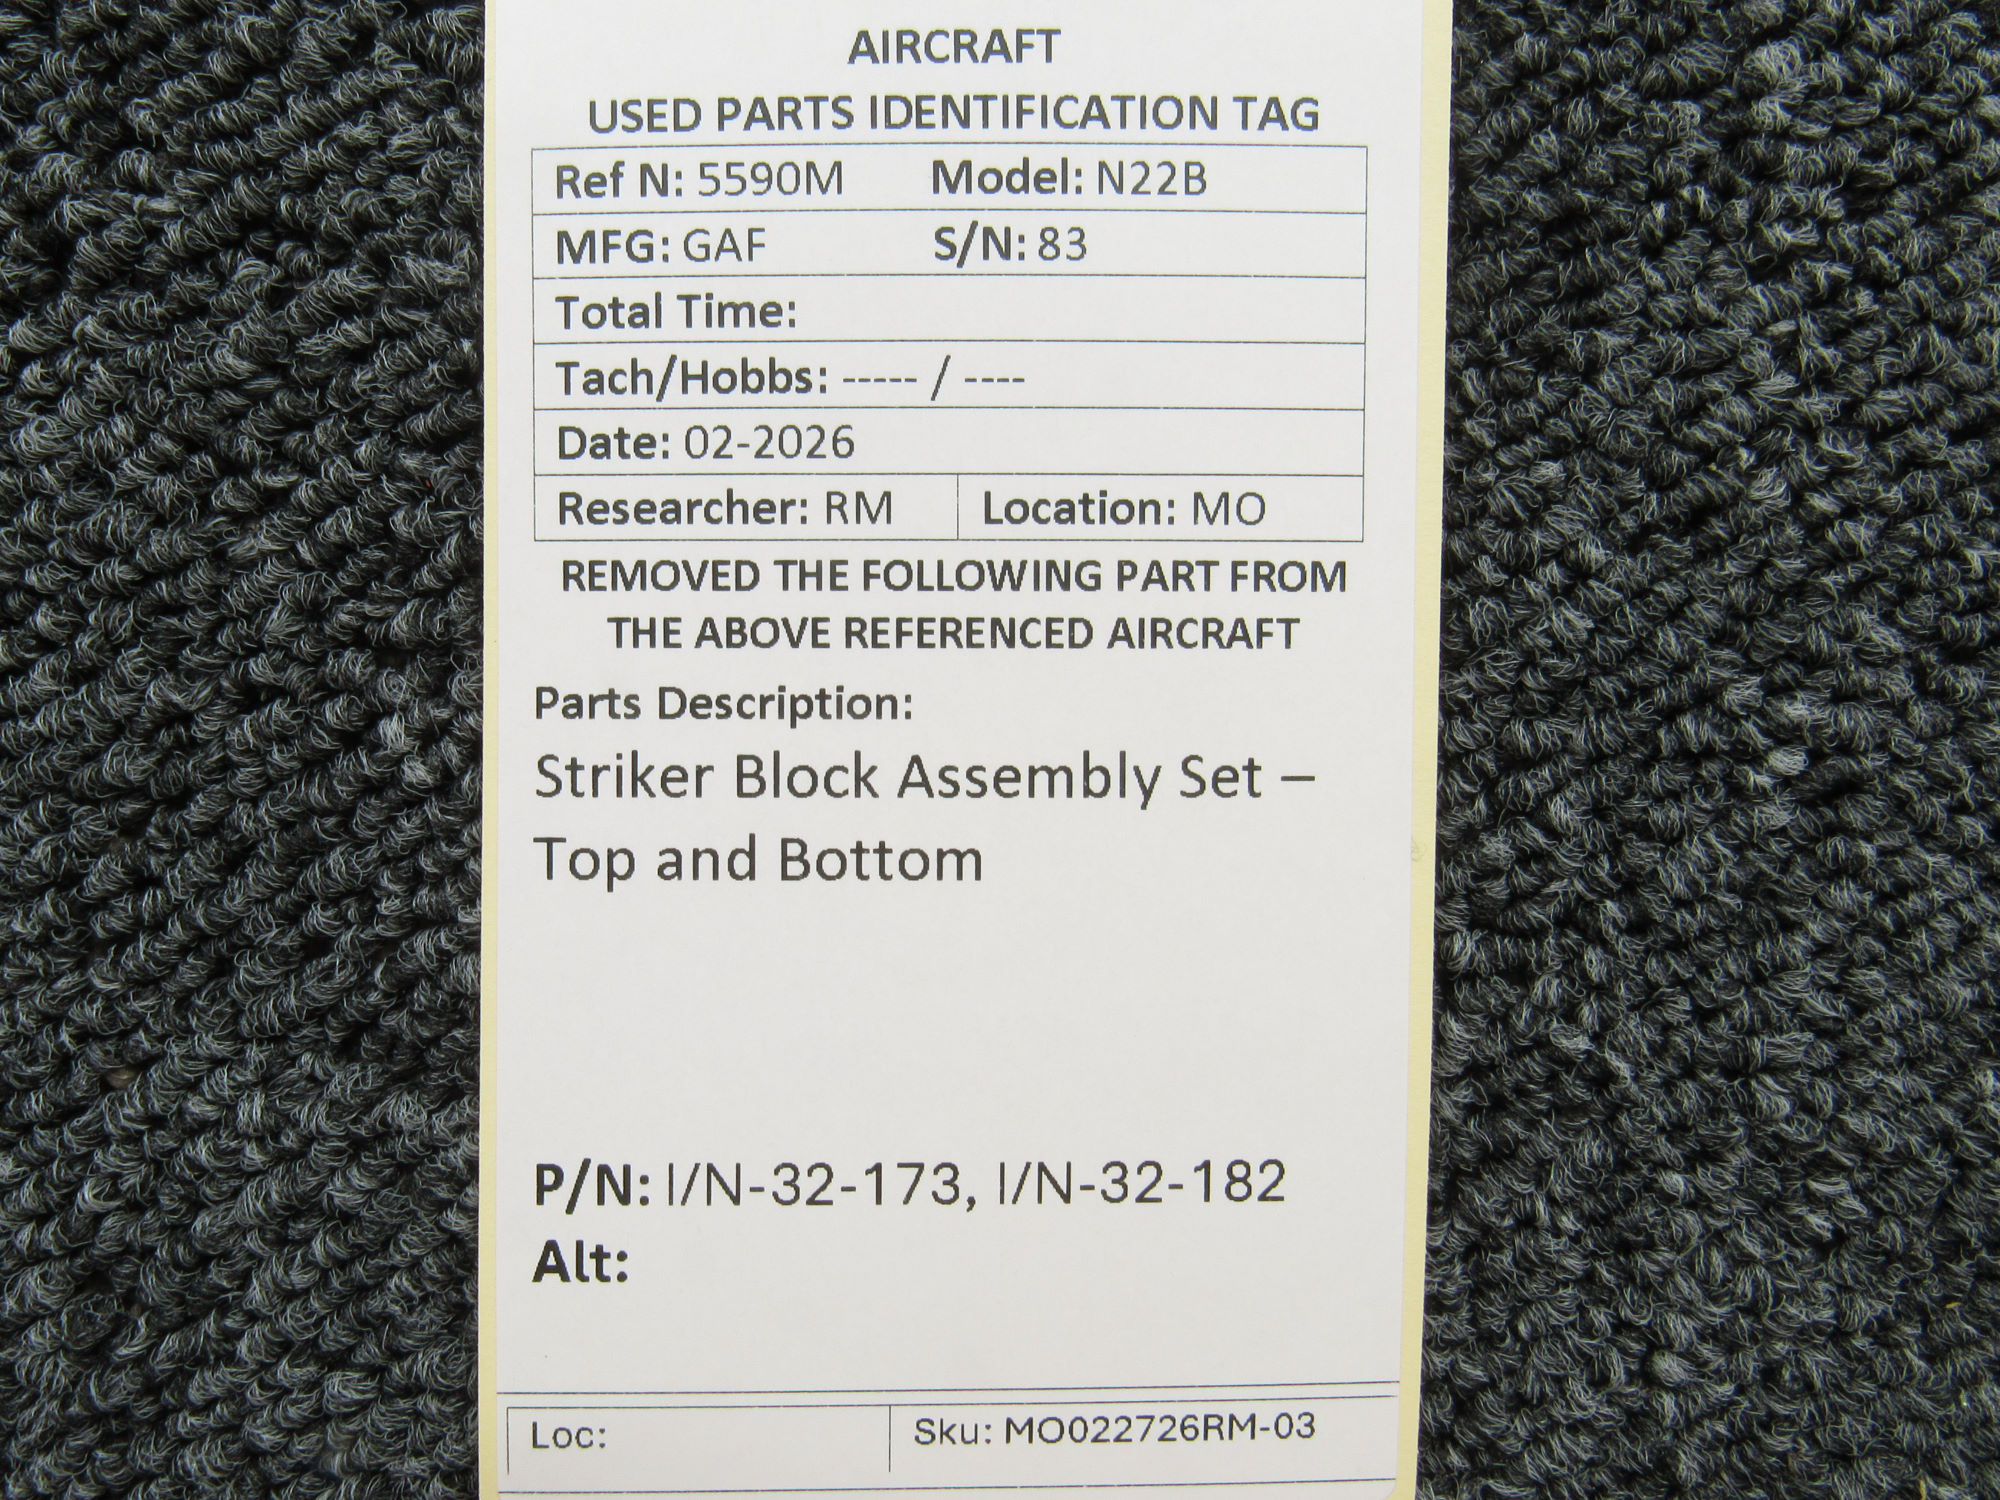 AIRCRAFT
USED PARTS IDENTIFICATION TAG
Ref N: 5590M Model: N22B
MFG: GAF S/N: 83
Total Time:
Tach/Hobbs: ----- / ----
Date: 02-2026
Researcher: RM Location: MO
REMOVED THE FOLLOWING PART FROM
THE ABOVE REFERENCED AIRCRAFT
Parts Description:
Striker Block Assembly Set –
Top and Bottom
P/N: I/N-32-173, I/N-32-182
Alt:
Loc: Sku: MO022726RM-03